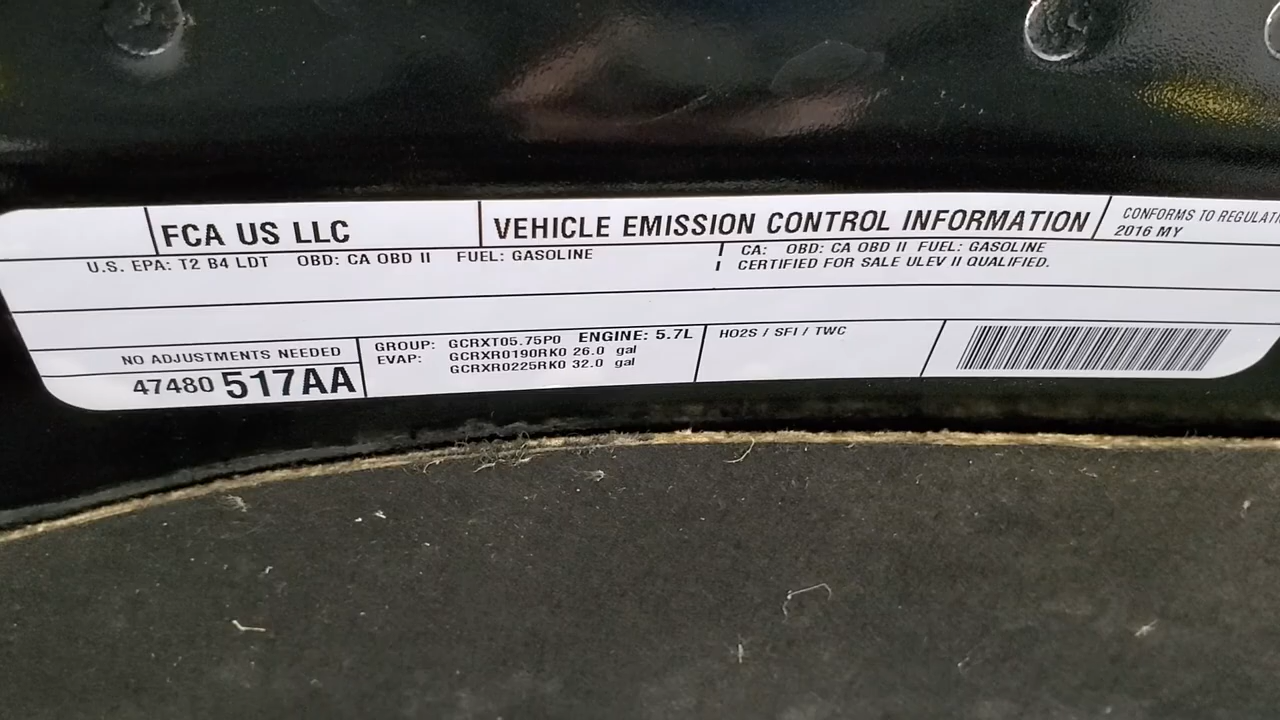 FCA US LLC
VEHICLE EMISSION CONTROL INFORMATION
CONFORMS TO REGULATI
2016 MY
U.S. EPA: T2 B4 LDT OBD: CA OBD II FUEL: GASOLINE
CA: OBD: CA OBD II FUEL: GASOLINE
CERTIFIED FOR SALE ULEV II QUALIFIED.
NO ADJUSTMENTS NEEDED
47480 517AA
GROUP: GCRXT05.75P0 ENGINE: 5.7L
EVAP: GCRXR0190RK0 26.0 gal
GCRXR0225RK0 32.0 gal
HO2S / SFI / TWC